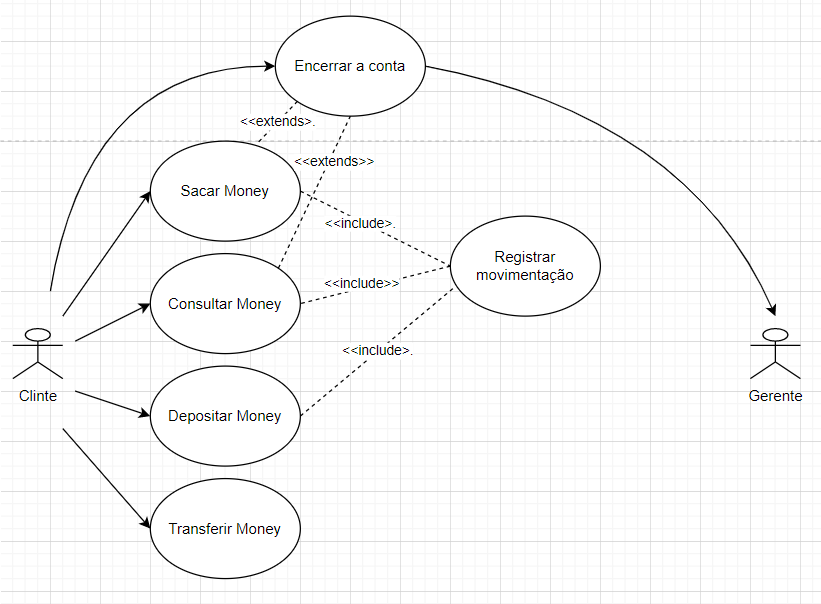 Encerrar a conta
<<extends>.
<<extends>>
Sacar Money
<<include>.
Registrar
movimentação
<<include>>
Consultar Money
<<include>.
Clinte
Gerente
Depositar Money
Transferir Money